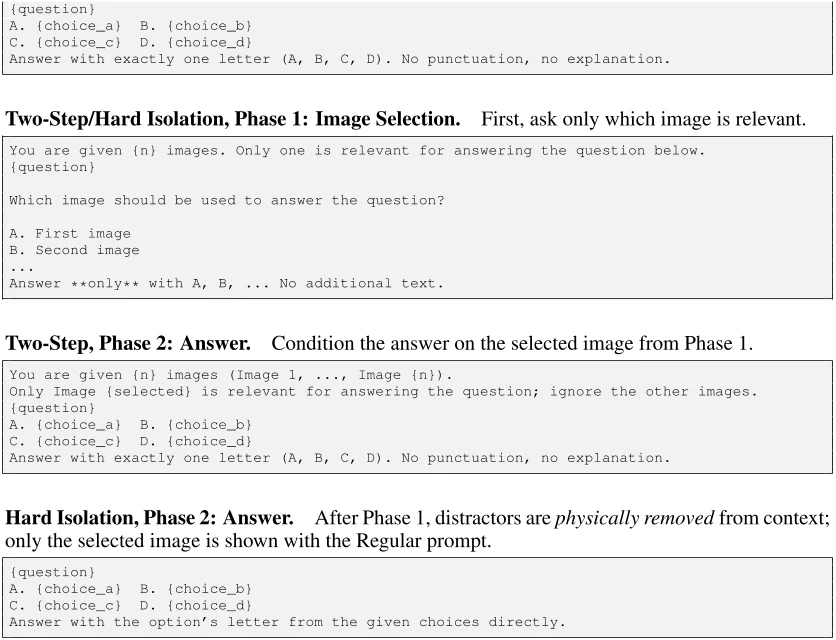 {question}
A. {choice_a}  B. {choice_b}
C. {choice_c}  D. {choice_d}
Answer with exactly one letter (A, B, C, D). No punctuation, no explanation.
Two-Step/Hard Isolation, Phase 1: Image Selection. First, ask only which image is relevant.
You are given {n} images. Only one is relevant for answering the question below.
{question}
Which image should be used to answer the question?
A. First image
B. Second image
...
Answer **only** with A, B, ... No additional text.
Two-Step, Phase 2: Answer. Condition the answer on the selected image from Phase 1.
You are given {n} images (Image 1, ..., Image {n}).
Only Image {selected} is relevant for answering the question; ignore the other images.
{question}
A. {choice_a}  B. {choice_b}
C. {choice_c}  D. {choice_d}
Answer with exactly one letter (A, B, C, D). No punctuation, no explanation.
Hard Isolation, Phase 2: Answer. After Phase 1, distractors are physically removed from context;
only the selected image is shown with the Regular prompt.
{question}
A. {choice_a}  B. {choice_b}
C. {choice_c}  D. {choice_d}
Answer with the option's letter from the given choices directly.